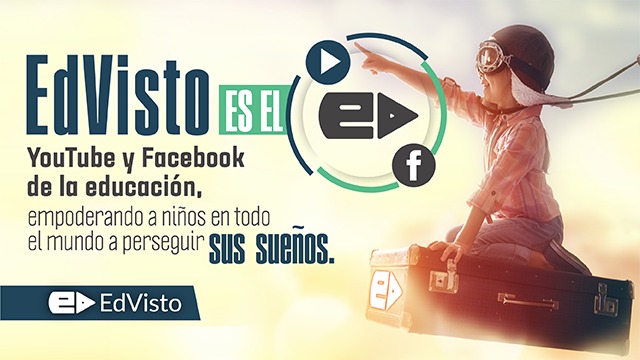 EdVisto ES EL
YouTube y Facebook
de la educación,
empoderando a niños en todo
el mundo a perseguir sus sueños.
EdVisto